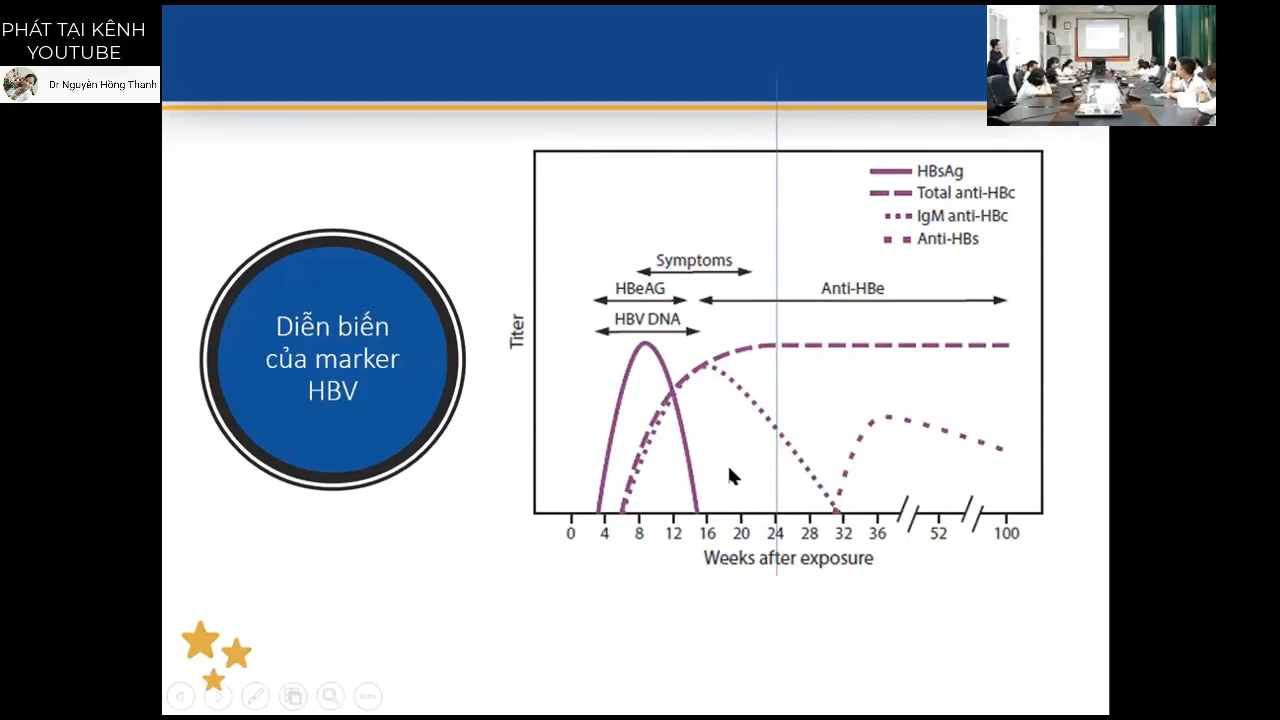 PHÁT TẠI KÊNH
YOUTUBE
Dr Nguyễn Hồng Thanh
Diễn biến
của marker
HBV
HBsAg
Total anti-HBc
IgM anti-HBc
Anti-HBs
Symptoms
HBeAG
Anti-HBe
HBV DNA
Titer
0 4 8 12 16 20 24 28 32 36 52 100
Weeks after exposure